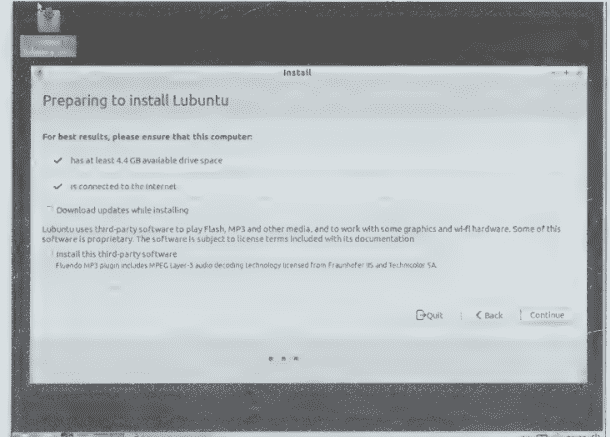 Install
Preparing to install Lubuntu
For best results, please ensure that this computer:
has at least 4.4 GB available drive space
is connected to the Internet
Download updates while installing
Lubuntu uses third-party software to play Flash, MP3 and other media, and to work with some graphics and wi-fi hardware. Some of this
software is proprietary. The software is subject to license terms included with its documentation
Install this third-party software
Fluendo MP3 plugin includes MPEG Layer-3 audio decoding technology licensed from Fraunhofer IIS and Technicolor SA.
Quit
Back
Continue